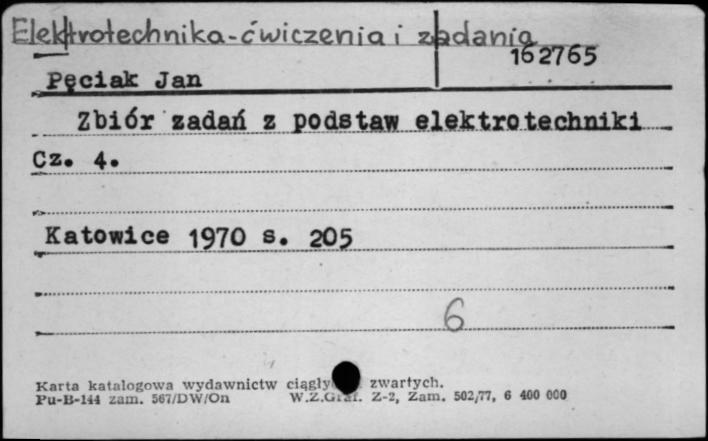 Elektrotechnika-ćwiczenia i zadania
162765
Pęciak Jan
Zbiór zadań z podstaw elektrotechniki
Cz. 4.
Katowice 1970 s. 205
6
Karta katalogowa wydawnictw zwartych.
Pu-B-144 zam. 567/DW/On W.Z.Graf. Z-2, Zam. 502/77, 6 400 000